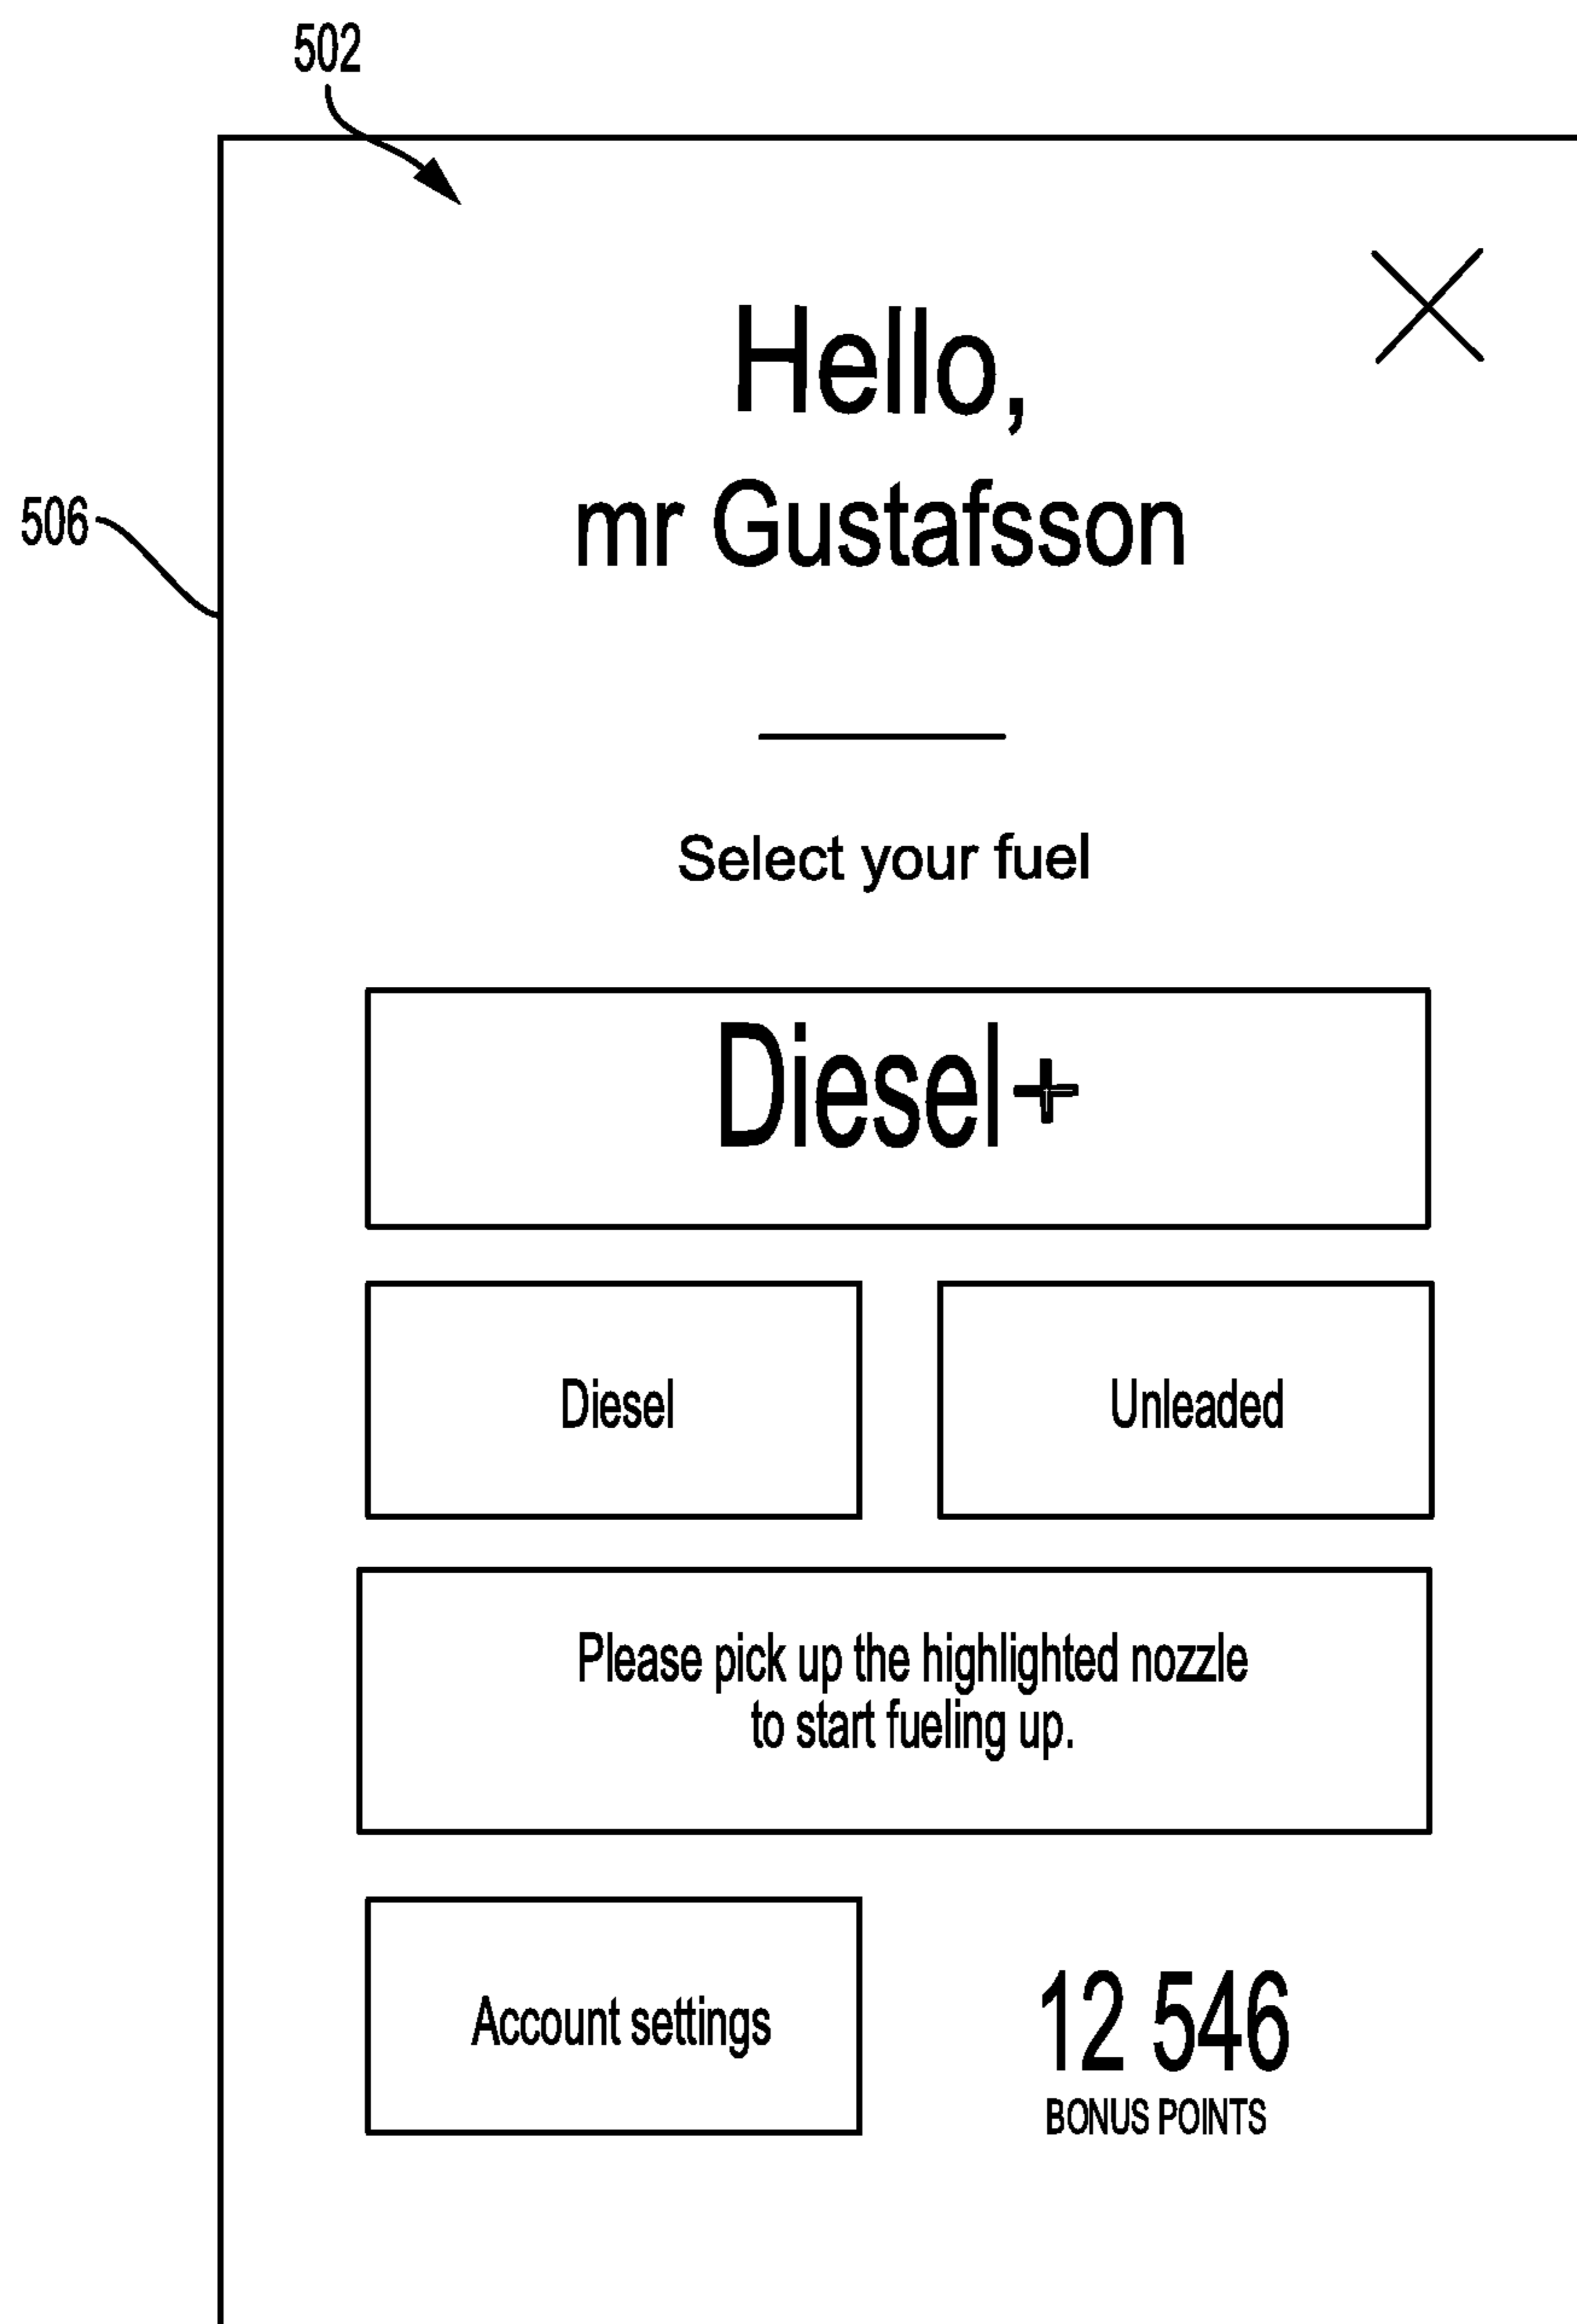 502
Hello,
mr Gustafsson
506
Select your fuel
Diesel+
Diesel
Unleaded
Please pick up the highlighted nozzle
to start fueling up.
Account settings
12 546
BONUS POINTS